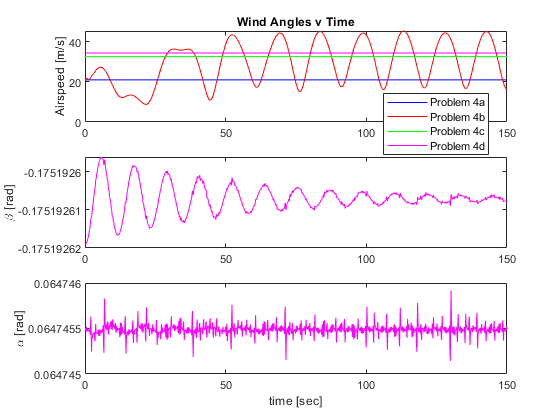 Wind Angles v Time
Airspeed [m/s]
40
20
0
0
50
100
150
Problem 4a
Problem 4b
Problem 4c
Problem 4d
β [rad]
-0.1751926
-0.17519261
-0.17519262
0
50
100
150
α [rad]
0.064746
0.0647455
0.064745
0
50
100
150
time [sec]